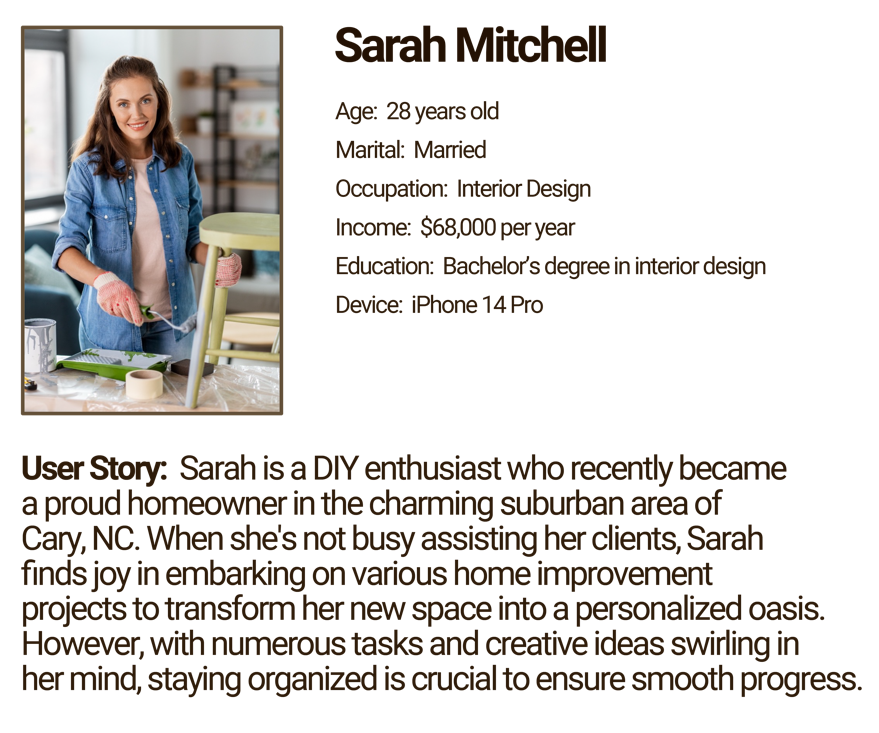 Sarah Mitchell
Age: 28 years old
Marital: Married
Occupation: Interior Design
Income: $68,000 per year
Education: Bachelor’s degree in interior design
Device: iPhone 14 Pro
User Story: Sarah is a DIY enthusiast who recently became
a proud homeowner in the charming suburban area of
Cary, NC. When she's not busy assisting her clients, Sarah
finds joy in embarking on various home improvement
projects to transform her new space into a personalized oasis.
However, with numerous tasks and creative ideas swirling in
her mind, staying organized is crucial to ensure smooth progress.